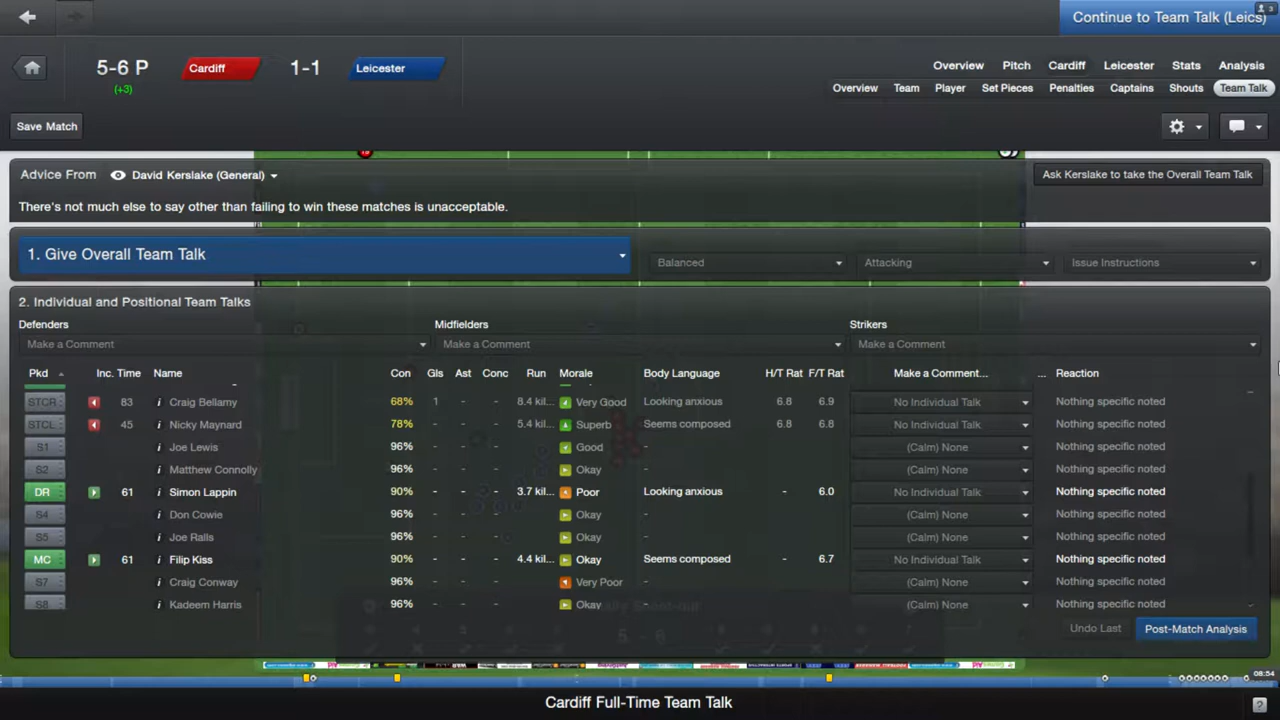 Continue to Team Talk (Leics)
3
5-6 P
(+3)
Cardiff
1-1
Leicester
Overview Pitch Cardiff Leicester Stats Analysis
Overview Team Player Set Pieces Penalties Captains Shouts Team Talk
Save Match
Advice From David Kerslake (General)
Ask Kerslake to take the Overall Team Talk
There's not much else to say other than failing to win these matches is unacceptable.
1. Give Overall Team Talk
Balanced Attacking Issue Instructions
2. Individual and Positional Team Talks
Defenders Midfielders Strikers
Make a Comment Make a Comment Make a Comment
Pkd Inc. Time Name Con Gls Ast Conc Run Morale Body Language H/T Rat F/T Rat Make a Comment... ... Reaction
STCR 83 i Craig Bellamy 68% 1 - - 8.4 kil... Very Good Looking anxious 6.8 6.9 No Individual Talk Nothing specific noted
STCL 45 i Nicky Maynard 78% - - - 5.4 kil... Superb Seems composed 6.8 6.8 No Individual Talk Nothing specific noted
S1 i Joe Lewis 96% - - - - Good - (Calm) None Nothing specific noted
S2 i Matthew Connolly 96% - - - - Okay - (Calm) None Nothing specific noted
DR 61 i Simon Lappin 90% - - - 3.7 kil... Poor Looking anxious - 6.0 No Individual Talk Nothing specific noted
S4 i Don Cowie 96% - - - - Okay - (Calm) None Nothing specific noted
S5 i Joe Ralls 96% - - - - Okay - (Calm) None Nothing specific noted
MC 61 i Filip Kiss 90% - - - 4.4 kil... Okay Seems composed - 6.7 No Individual Talk Nothing specific noted
S7 i Craig Conway 96% - - - - Very Poor - (Calm) None Nothing specific noted
S8 i Kadeem Harris 96% - - - - Okay - (Calm) None Nothing specific noted
5 - 6
Undo Last Post-Match Analysis
08:54
Cardiff Full-Time Team Talk
?